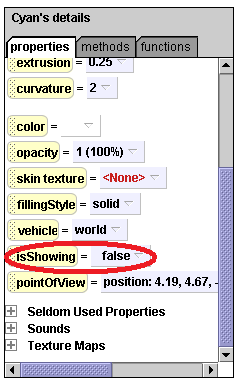 Cyan's details
properties methods functions
extrusion = 0.25
curvature = 2
color =
opacity = 1 (100%)
skin texture = <None>
fillingStyle = solid
vehicle = world
isShowing = false
pointOfView = position: 4.19, 4.67, -
Seldom Used Properties
Sounds
Texture Maps